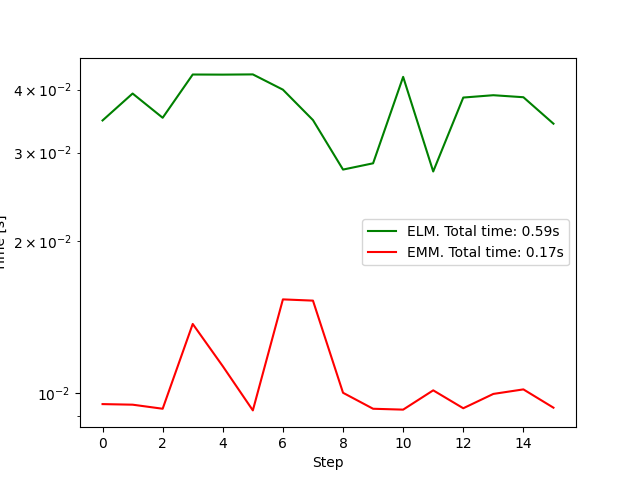 4 × 10⁻²
3 × 10⁻²
2 × 10⁻²
10⁻²
Time [s]
ELM. Total time: 0.59s
EMM. Total time: 0.17s
0 2 4 6 8 10 12 14
Step